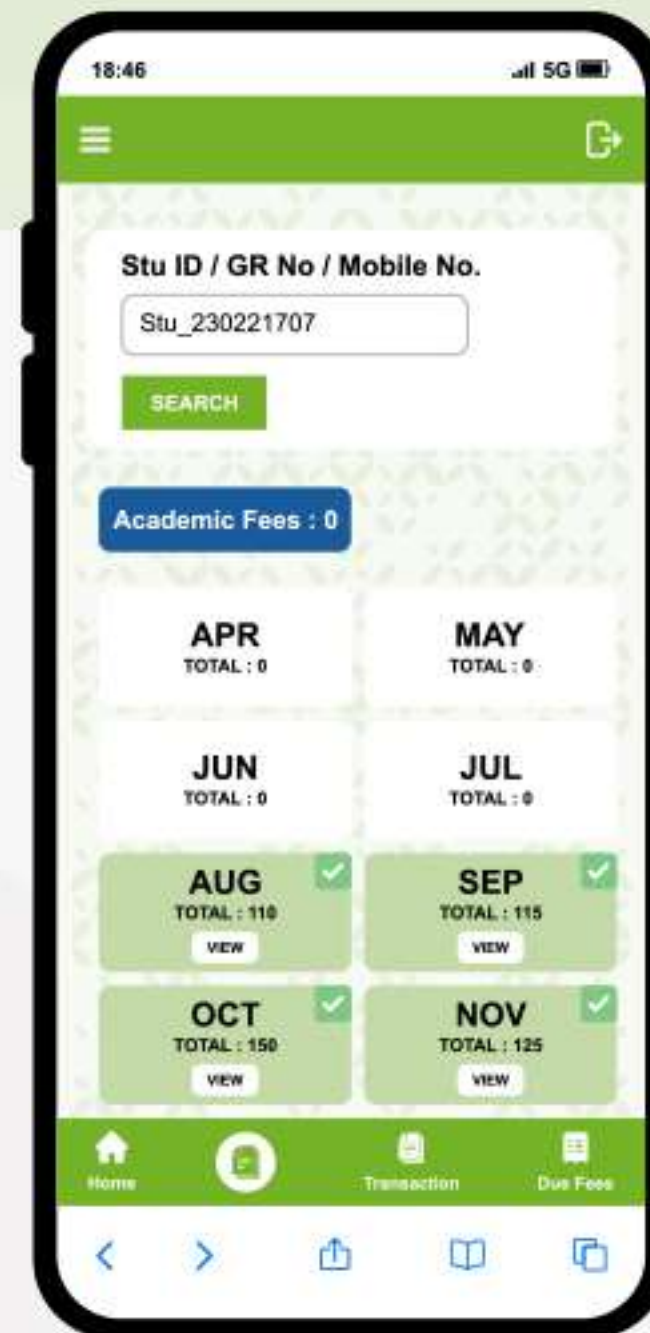 18:46 5G
Stu ID / GR No / Mobile No.
Stu_230221707
SEARCH
Academic Fees : 0
APR MAY
TOTAL : 0 TOTAL : 0
JUN JUL
TOTAL : 0 TOTAL : 0
AUG SEP
TOTAL : 110 TOTAL : 115
VIEW VIEW
OCT NOV
TOTAL : 150 TOTAL : 125
VIEW VIEW
Home Transaction Due Fees